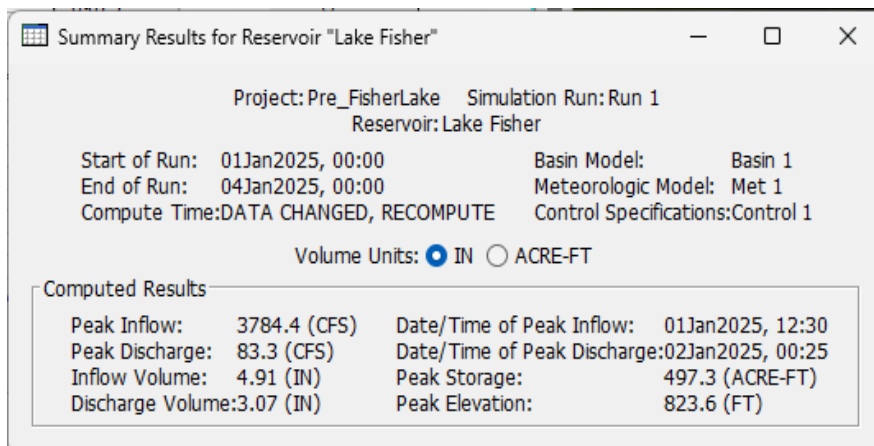 Summary Results for Reservoir "Lake Fisher"
Project: Pre_FisherLake Simulation Run: Run 1
Reservoir: Lake Fisher
Start of Run: 01Jan2025, 00:00 Basin Model: Basin 1
End of Run: 04Jan2025, 00:00 Meteorologic Model: Met 1
Compute Time:DATA CHANGED, RECOMPUTE Control Specifications:Control 1
Volume Units: IN ACRE-FT
Computed Results
Peak Inflow: 3784.4 (CFS) Date/Time of Peak Inflow: 01Jan2025, 12:30
Peak Discharge: 83.3 (CFS) Date/Time of Peak Discharge:02Jan2025, 00:25
Inflow Volume: 4.91 (IN) Peak Storage: 497.3 (ACRE-FT)
Discharge Volume:3.07 (IN) Peak Elevation: 823.6 (FT)